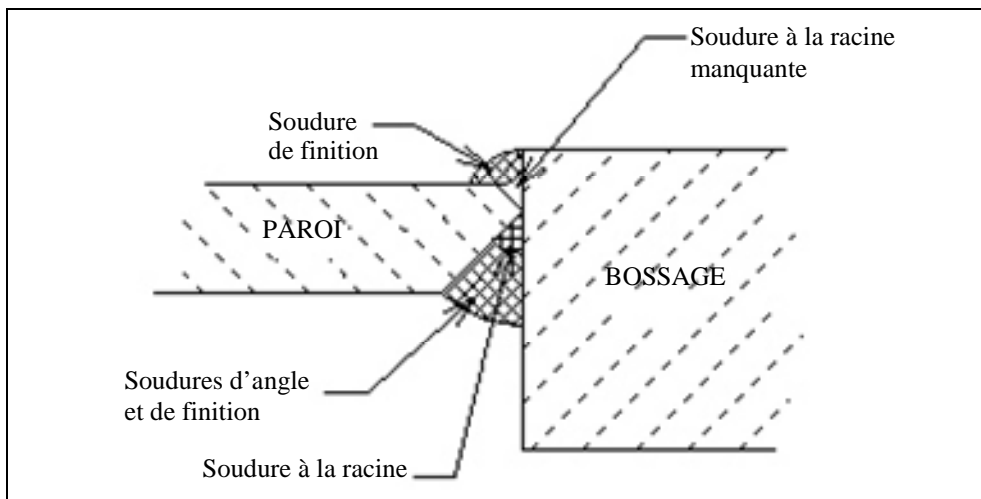 Soudure à la racine
manquante
Soudure
de finition
PAROI
BOSSAGE
Soudures d’angle
et de finition
Soudure à la racine